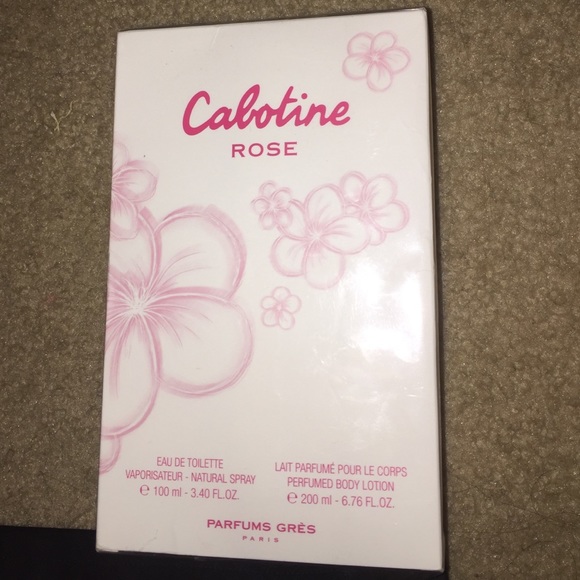 Cabotine
ROSE
EAU DE TOILETTE
VAPORISATEUR - NATURAL SPRAY
℮ 100 ml - 3.40 FL.OZ.
LAIT PARFUMÉ POUR LE CORPS
PERFUMED BODY LOTION
℮ 200 ml - 6.76 FL.OZ.
PARFUMS GRÈS
PARIS